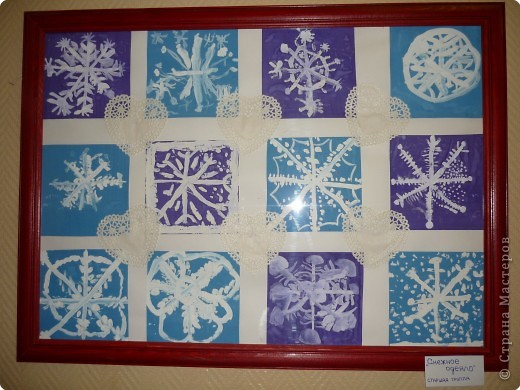 "Снежное
одеяло"
старшая группа
© Страна Мастеров